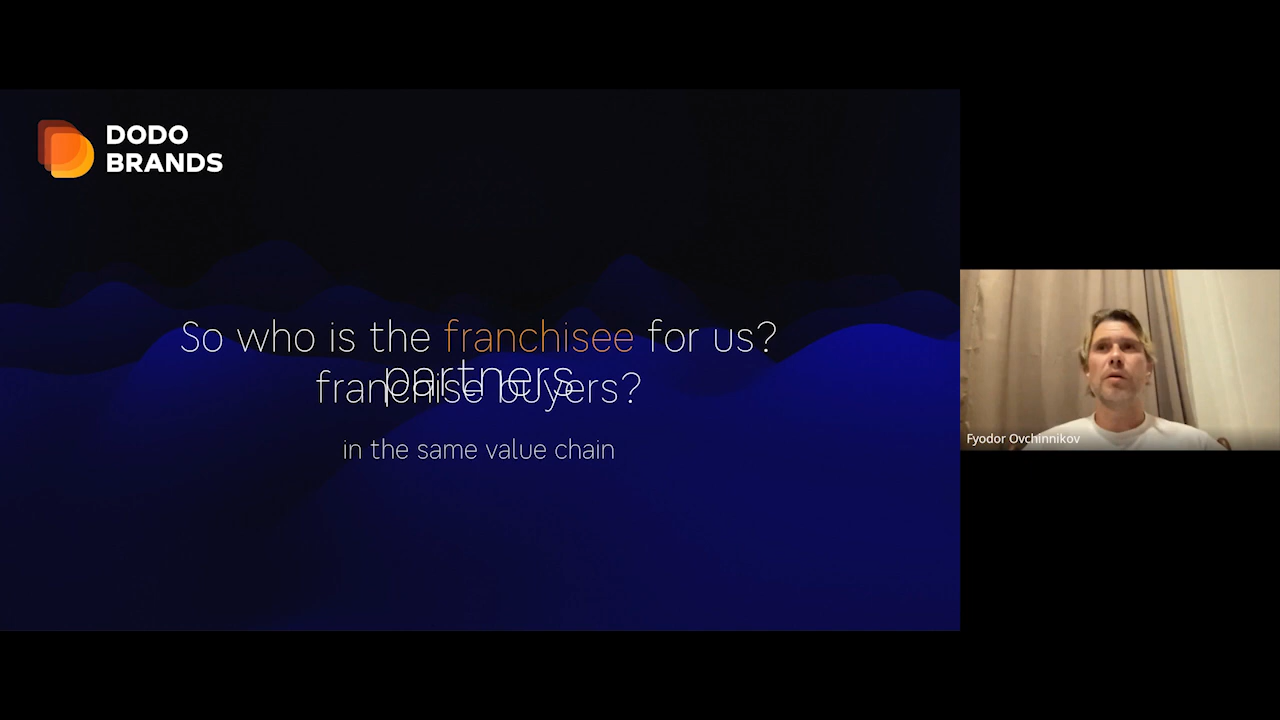 DODO
BRANDS
So who is the franchisee for us?
franchise buyers?
partners
in the same value chain
Fyodor Ovchinnikov